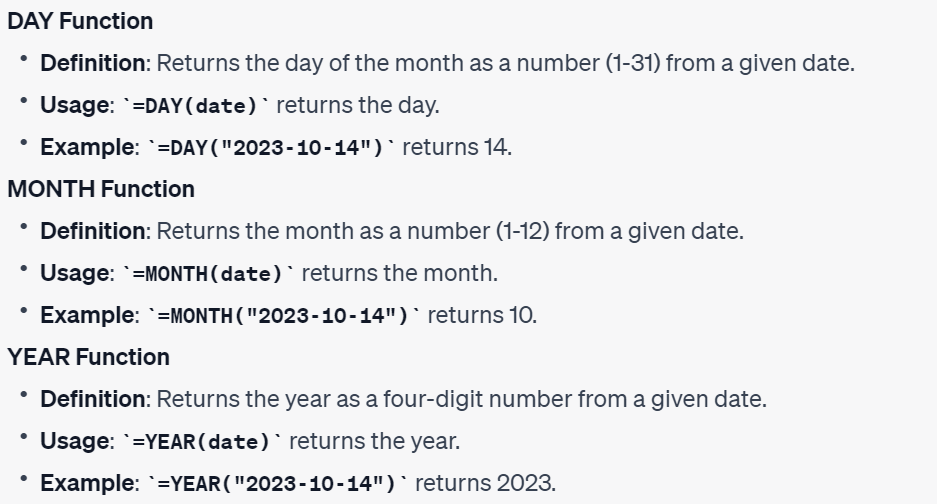 DAY Function
• Definition: Returns the day of the month as a number (1-31) from a given date.
• Usage: `=DAY(date)` returns the day.
• Example: `=DAY("2023-10-14")` returns 14.
MONTH Function
• Definition: Returns the month as a number (1-12) from a given date.
• Usage: `=MONTH(date)` returns the month.
• Example: `=MONTH("2023-10-14")` returns 10.
YEAR Function
• Definition: Returns the year as a four-digit number from a given date.
• Usage: `=YEAR(date)` returns the year.
• Example: `=YEAR("2023-10-14")` returns 2023.